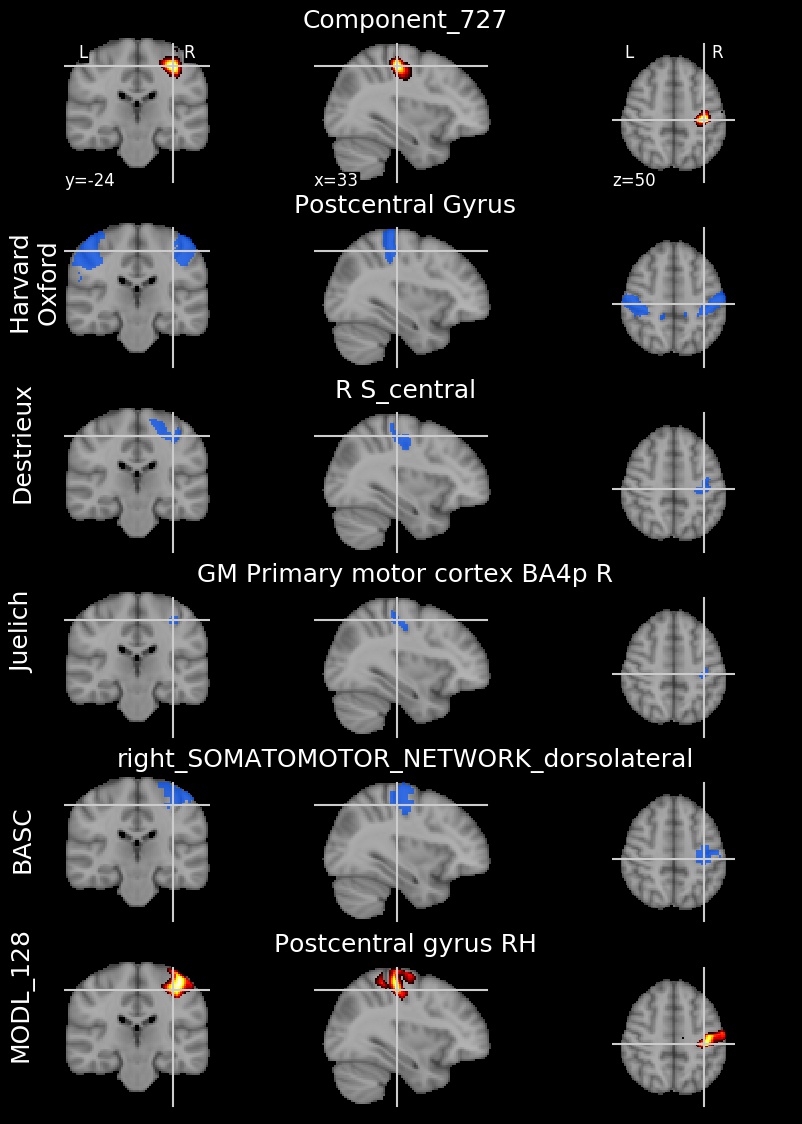 Component_727
L R
L R
y=-24
x=33
z=50
Postcentral Gyrus
Harvard
Oxford
R S_central
Destrieux
GM Primary motor cortex BA4p R
Juelich
right_SOMATOMOTOR_NETWORK_dorsolateral
BASC
Postcentral gyrus RH
MODL_128